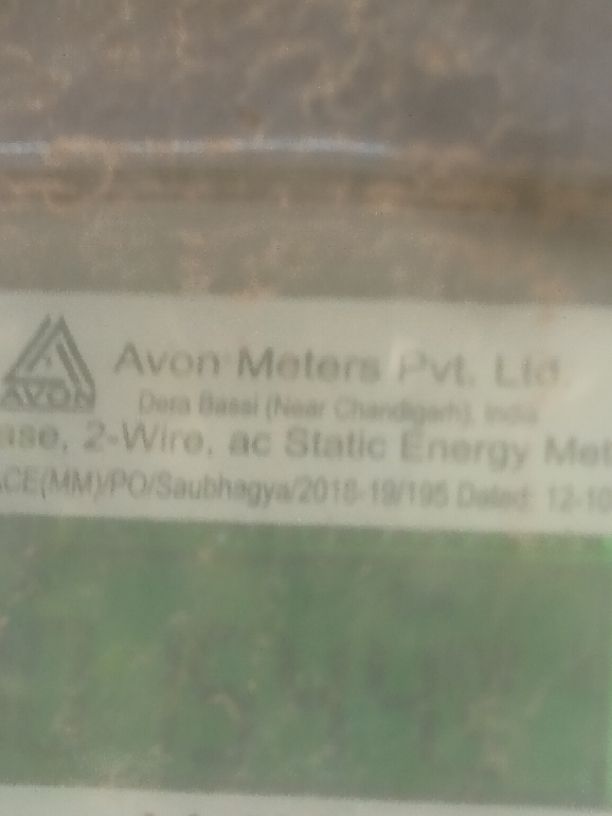 AVON
Avon Meters Pvt. Ltd.
Dera Bassi (Near Chandigarh), India
ase, 2-Wire, ac Static Energy Met
CE(MM)/PO/Saubhagya/2018-19/195 Dated: 12-10